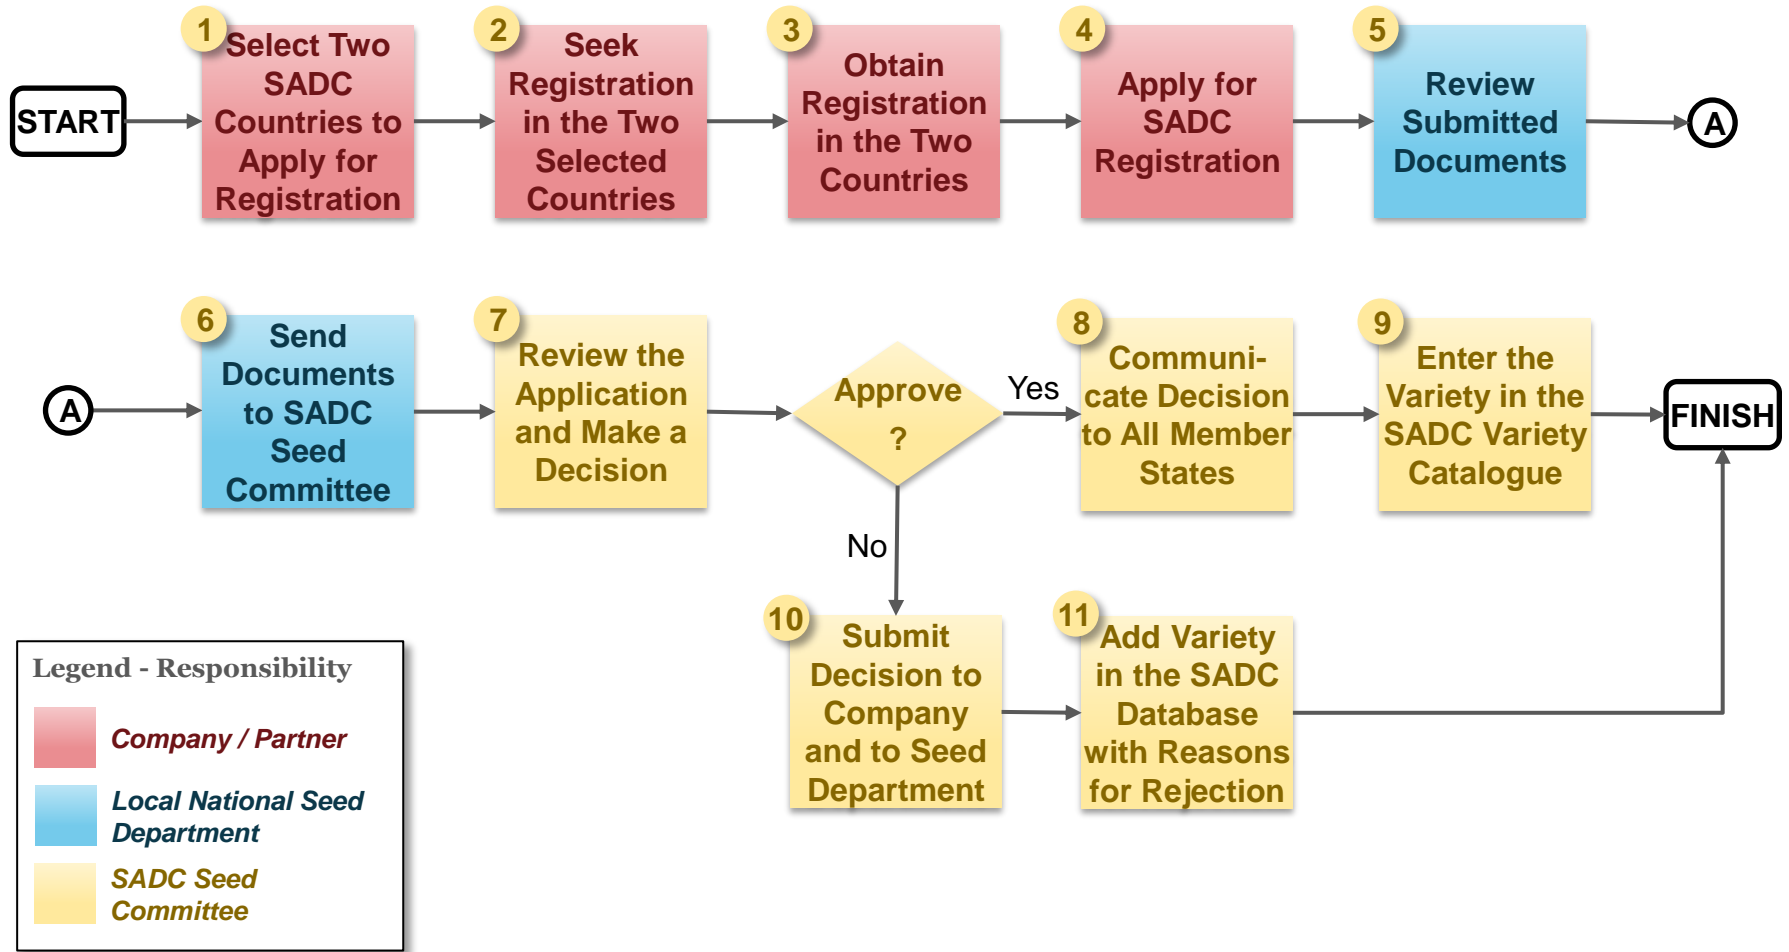 START
1
Select Two
SADC
Countries to
Apply for
Registration
2
Seek
Registration
in the Two
Selected
Countries
3
Obtain
Registration
in the Two
Countries
4
Apply for
SADC
Registration
5
Review
Submitted
Documents
A
A
6
Send
Documents
to SADC
Seed
Committee
7
Review the
Application
and Make a
Decision
Approve
?
Yes
8
Communi-
cate Decision
to All Member
States
9
Enter the
Variety in the
SADC Variety
Catalogue
FINISH
No
10
Submit
Decision to
Company
and to Seed
Department
11
Add Variety
in the SADC
Database
with Reasons
for Rejection
Legend - Responsibility
Company / Partner
Local National Seed
Department
SADC Seed
Committee